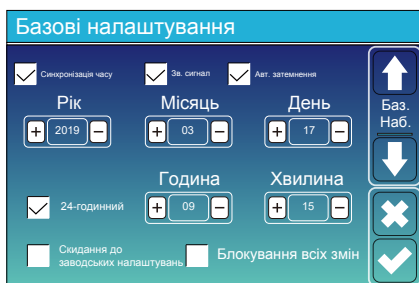 Базові налаштування
Синхронізація часу Зв. сигнал Авт. затемнення
Рік Місяць День
+ 2019 − + 03 − + 17 −
Баз.
Наб.
Година Хвилина
24-годинний + 09 − + 15 −
Скидання до
заводських налаштувань
Блокування всіх змін